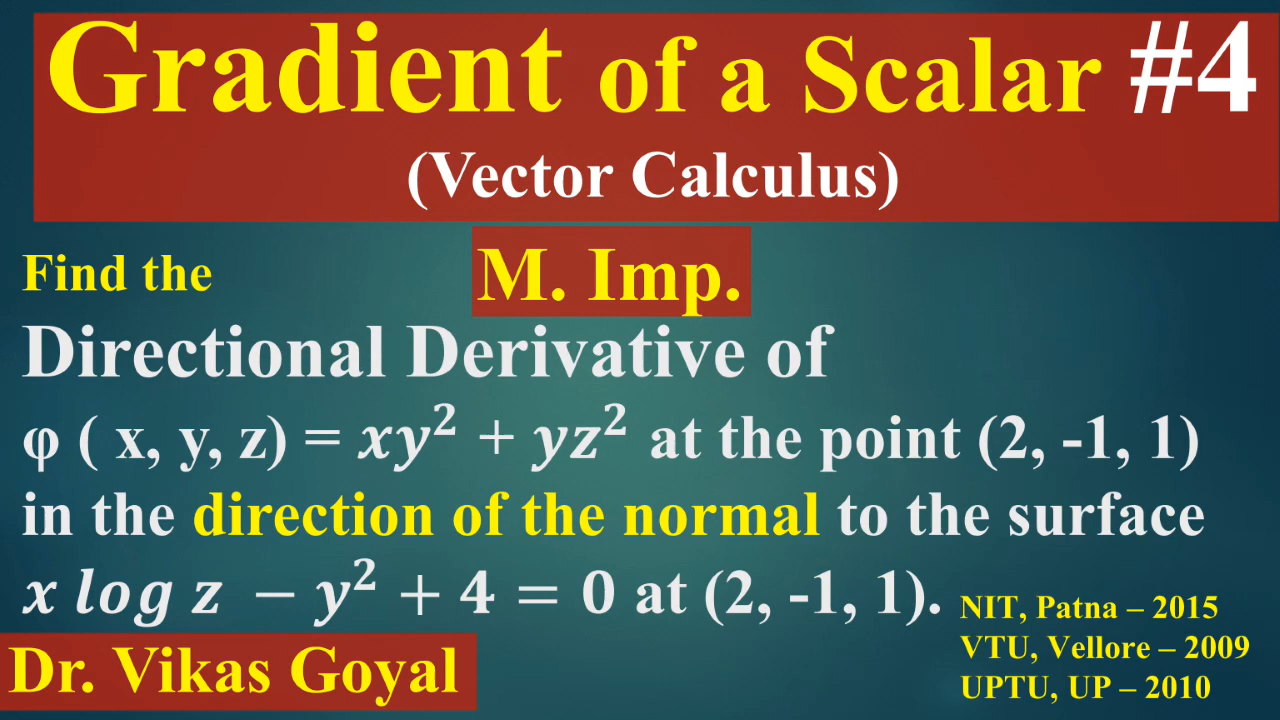 Gradient of a Scalar #4
(Vector Calculus)
Find the
M. Imp.
Directional Derivative of
φ ( x, y, z) = xy² + yz² at the point (2, -1, 1)
in the direction of the normal to the surface
x log z − y² + 4 = 0 at (2, -1, 1).
NIT, Patna – 2015
VTU, Vellore – 2009
UPTU, UP – 2010
Dr. Vikas Goyal